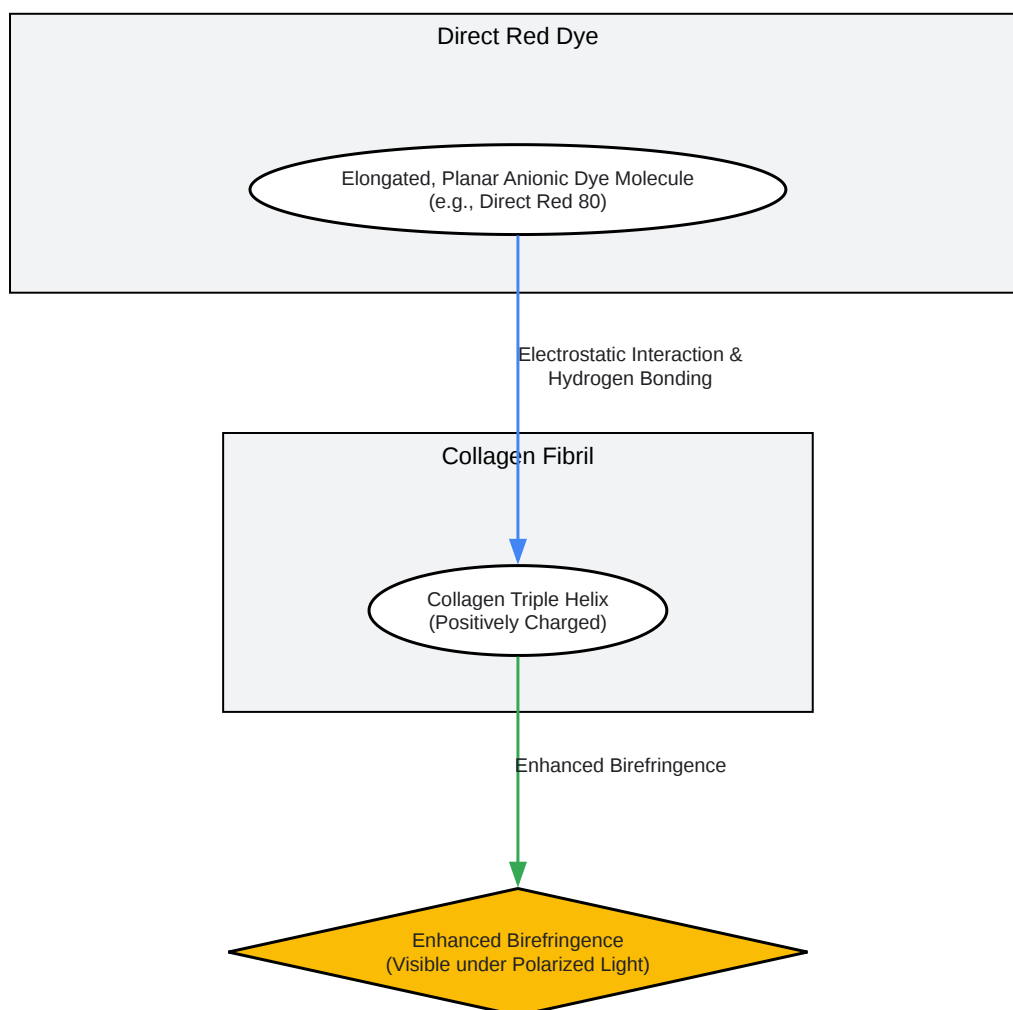 Direct Red Dye
Elongated, Planar Anionic Dye Molecule
(e.g., Direct Red 80)
Electrostatic Interaction &
Hydrogen Bonding
Collagen Fibril
Collagen Triple Helix
(Positively Charged)
Enhanced Birefringence
Enhanced Birefringence
(Visible under Polarized Light)